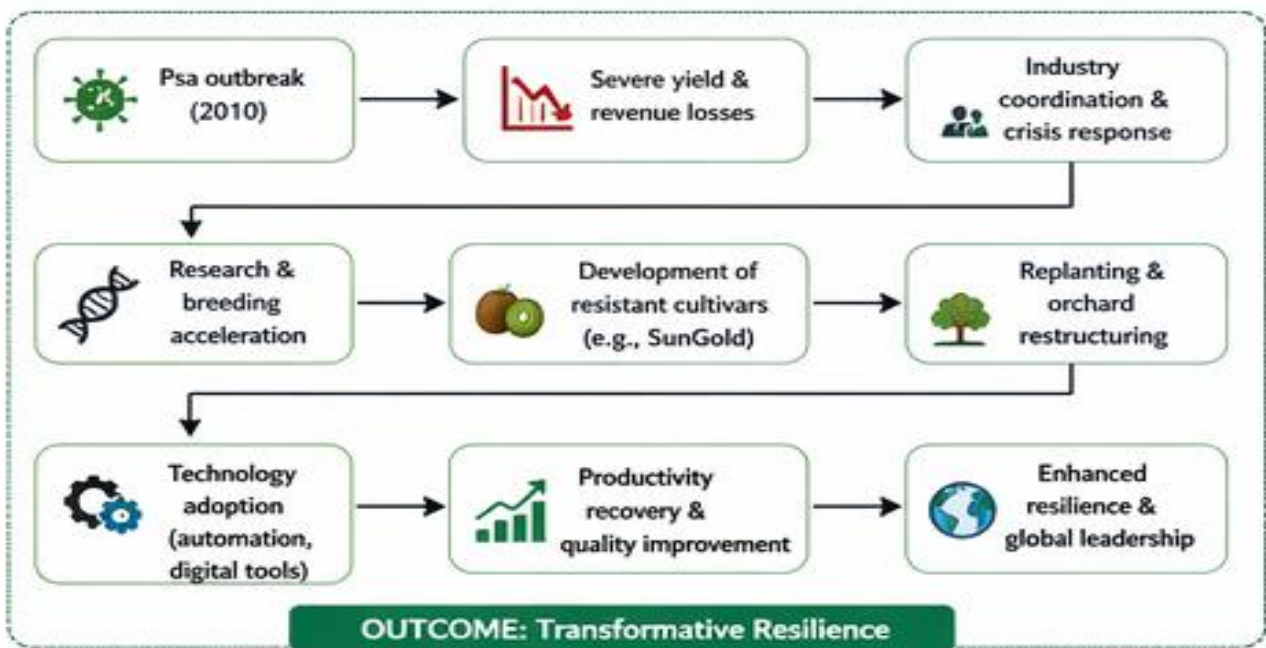 Psa outbreak
(2010)
Severe yield &
revenue losses
Industry
coordination &
crisis response
Research &
breeding
acceleration
Development of
resistant cultivars
(e.g., SunGold)
Replanting &
orchard
restructuring
Technology
adoption
(automation,
digital tools)
Productivity
recovery &
quality improvement
Enhanced
resilience &
global leadership
OUTCOME: Transformative Resilience